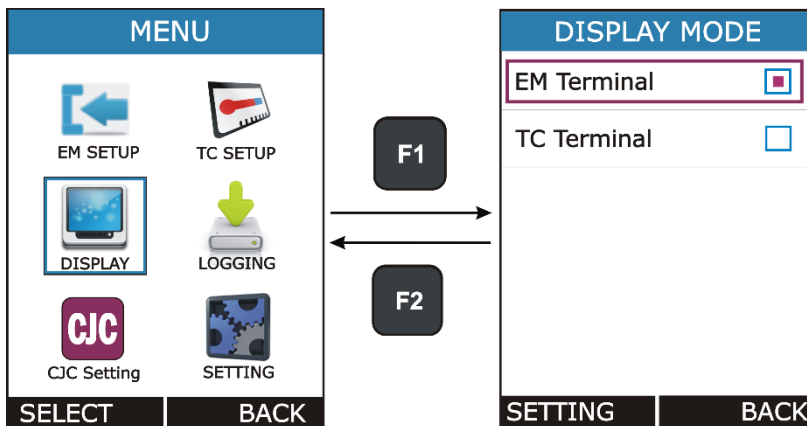 MENU
EM SETUP
TC SETUP
DISPLAY
LOGGING
CJC
CJC Setting
SETTING
SELECT
BACK
F1
F2
DISPLAY MODE
EM Terminal
TC Terminal
SETTING
BACK